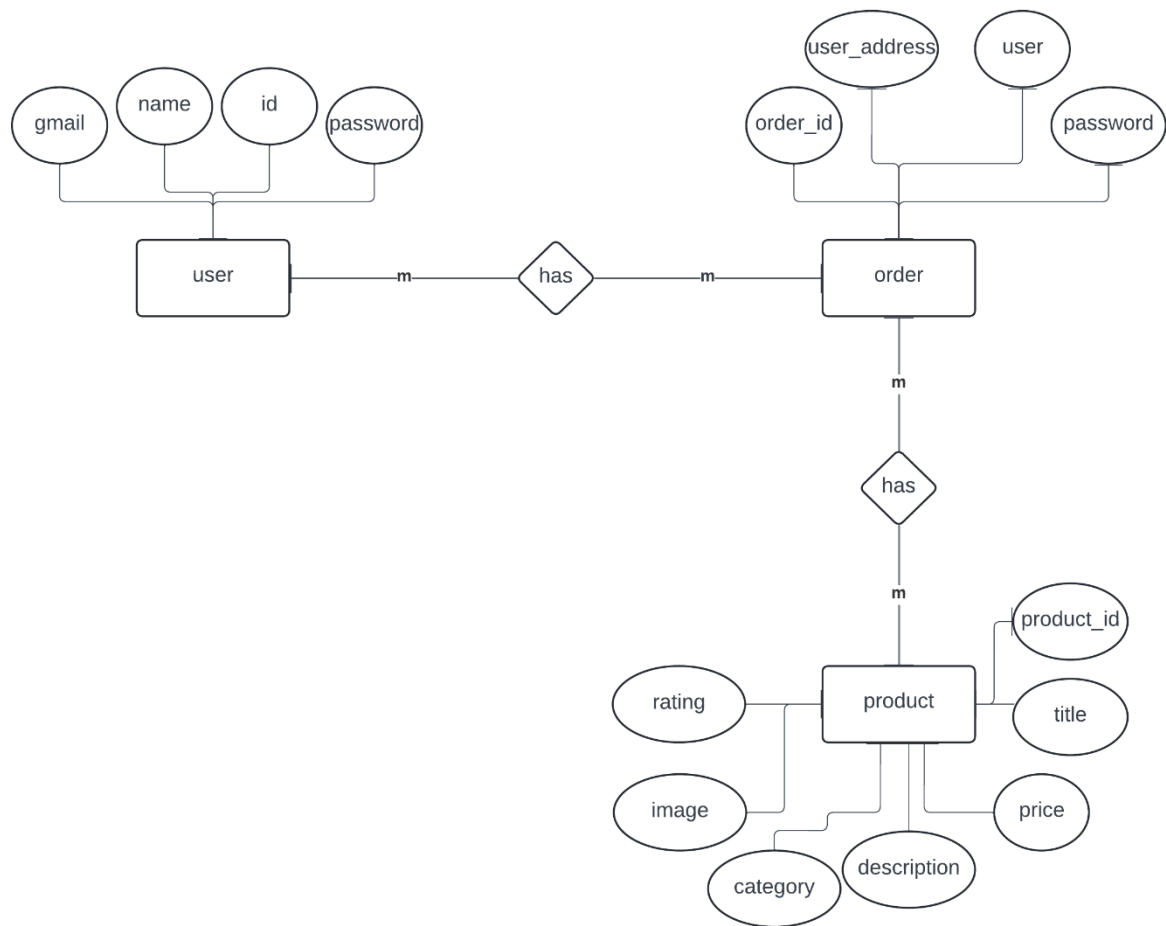 user_address
user
name
id
gmail
password
order_id
password
user
m
has
m
order
m
has
m
product_id
rating
product
title
image
price
category
description